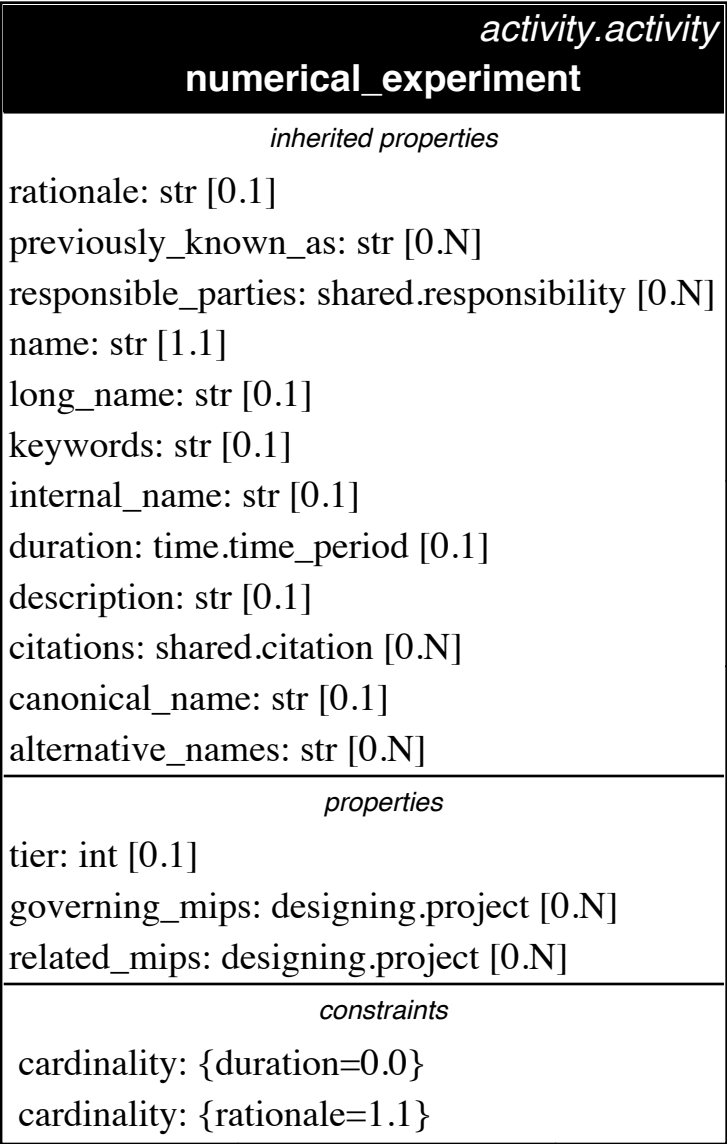 activity.activity
numerical_experiment
inherited properties
rationale: str [0.1]
previously_known_as: str [0.N]
responsible_parties: shared.responsibility [0.N]
name: str [1.1]
long_name: str [0.1]
keywords: str [0.1]
internal_name: str [0.1]
duration: time.time_period [0.1]
description: str [0.1]
citations: shared.citation [0.N]
canonical_name: str [0.1]
alternative_names: str [0.N]
properties
tier: int [0.1]
governing_mips: designing.project [0.N]
related_mips: designing.project [0.N]
constraints
cardinality: {duration=0.0}
cardinality: {rationale=1.1}